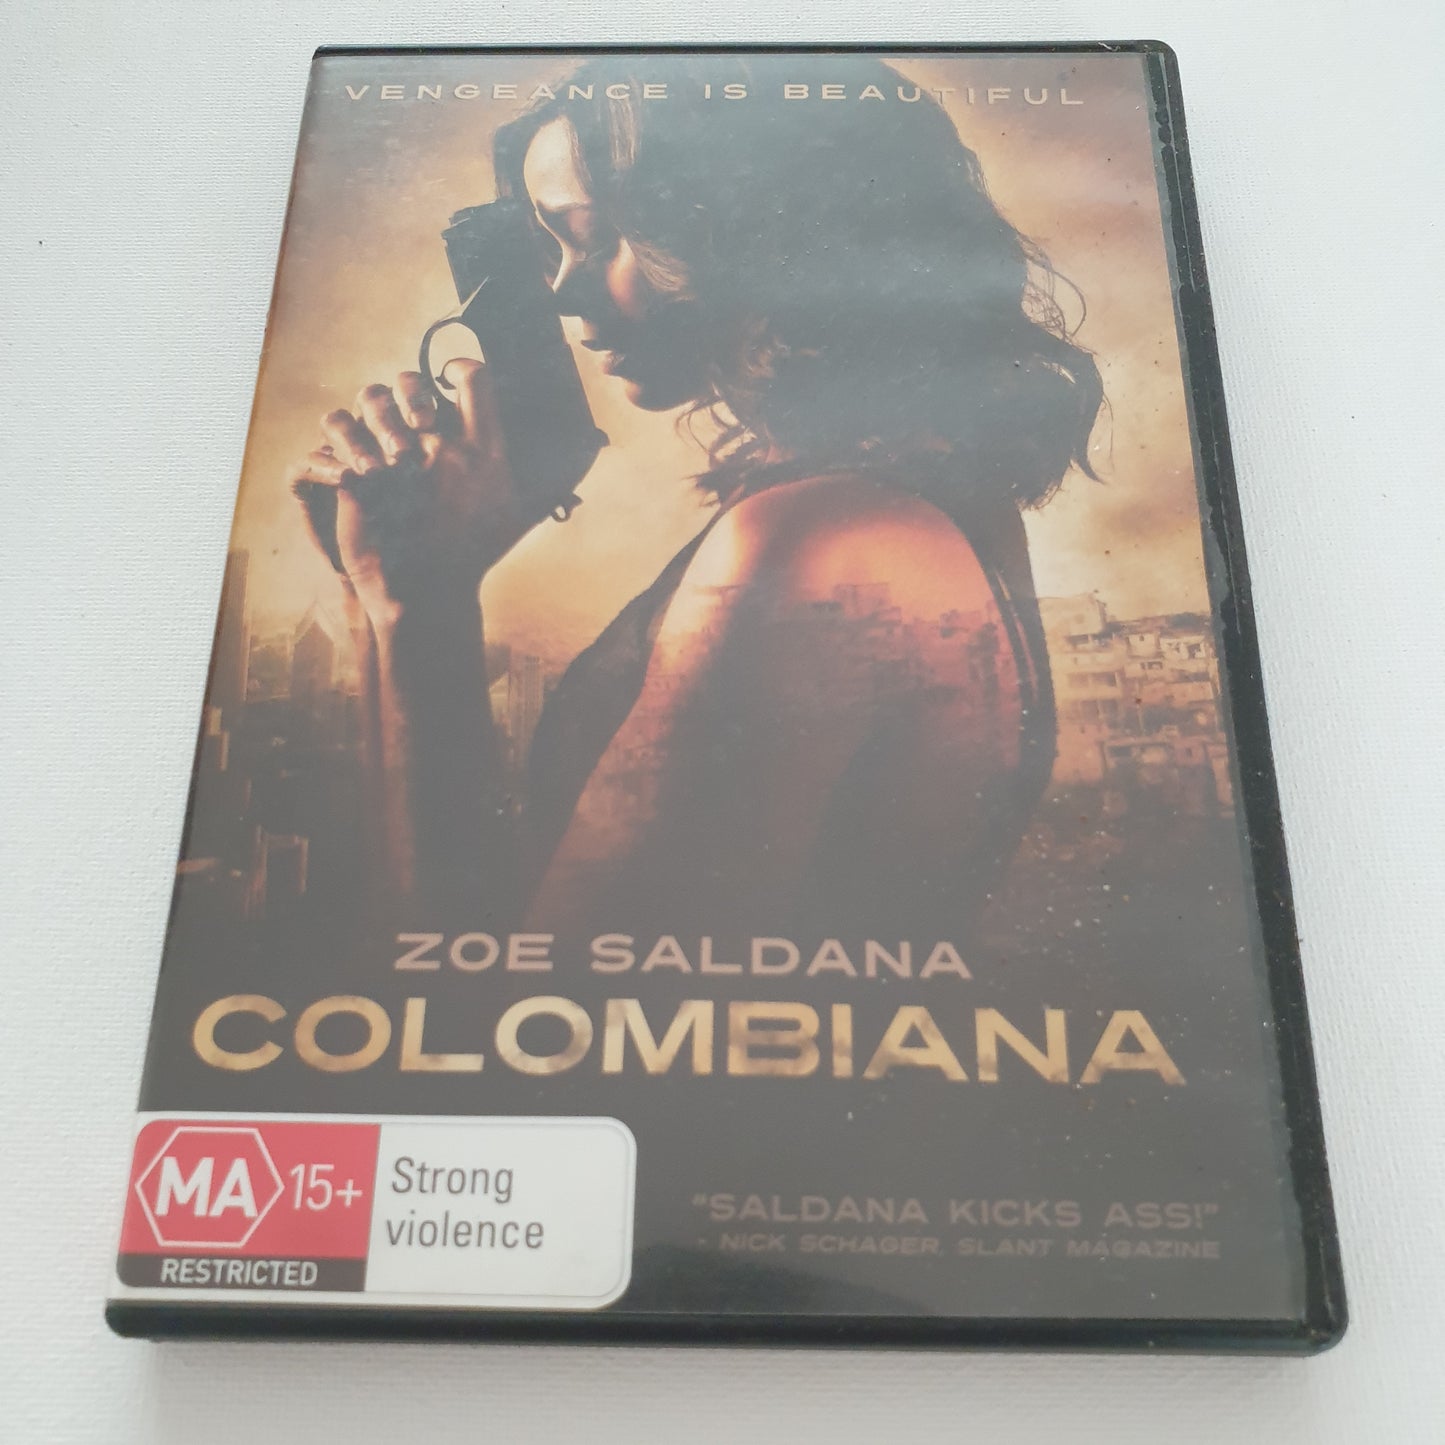 VENGEANCE IS BEAUTIFUL
ZOE SALDANA
COLOMBIANA
MA 15+
RESTRICTED
Strong
violence
"SALDANA KICKS ASS!"
- NICK SCHAGER, SLANT MAGAZINE